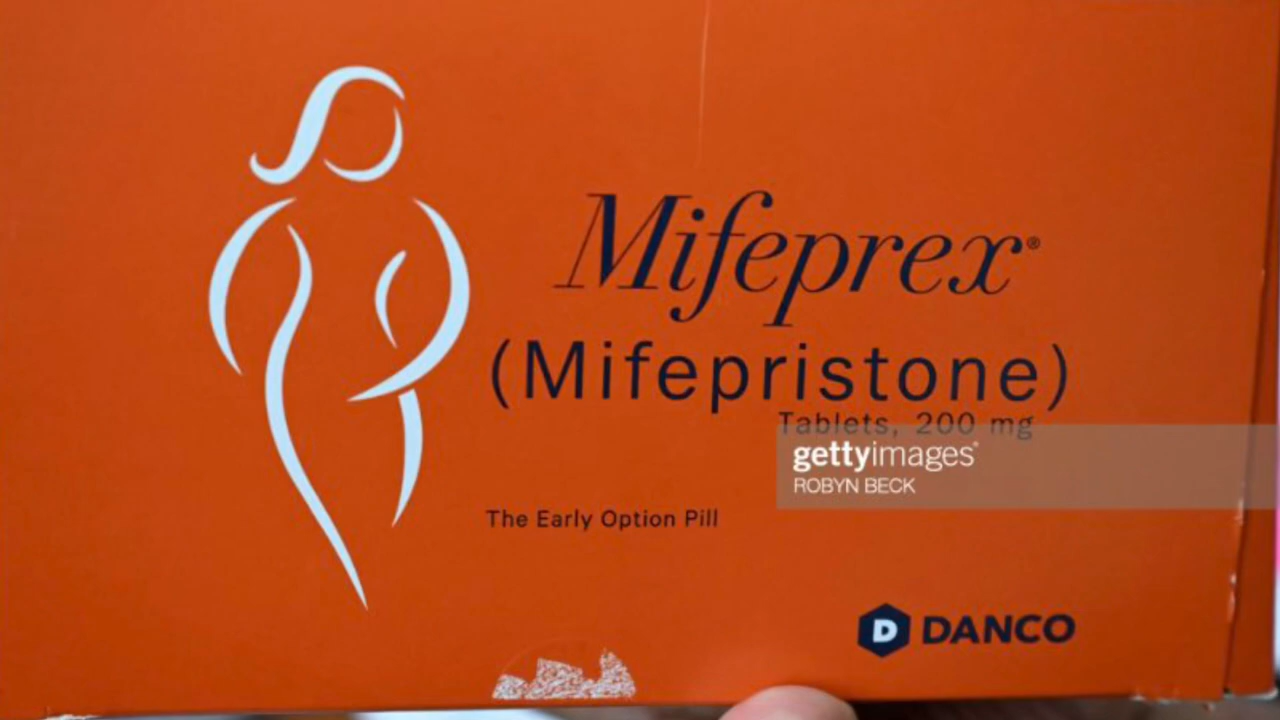 Mifeprex®
(Mifepristone)
Tablets, 200 mg
gettyimages®
ROBYN BECK
The Early Option Pill
D DANCO